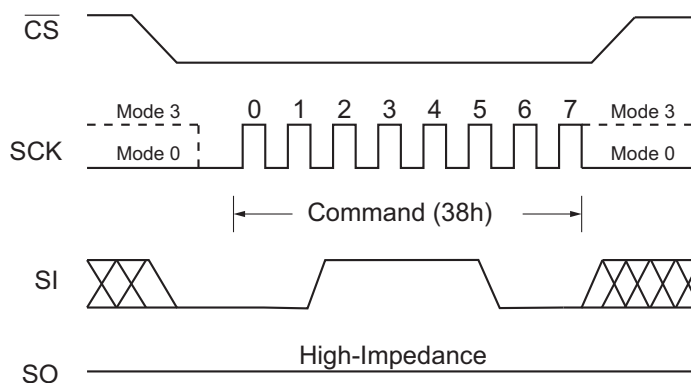 C̅S̅
0 1 2 3 4 5 6 7
Mode 3 Mode 3
SCK
Mode 0 Mode 0
Command (38h)
SI
High-Impedance
SO